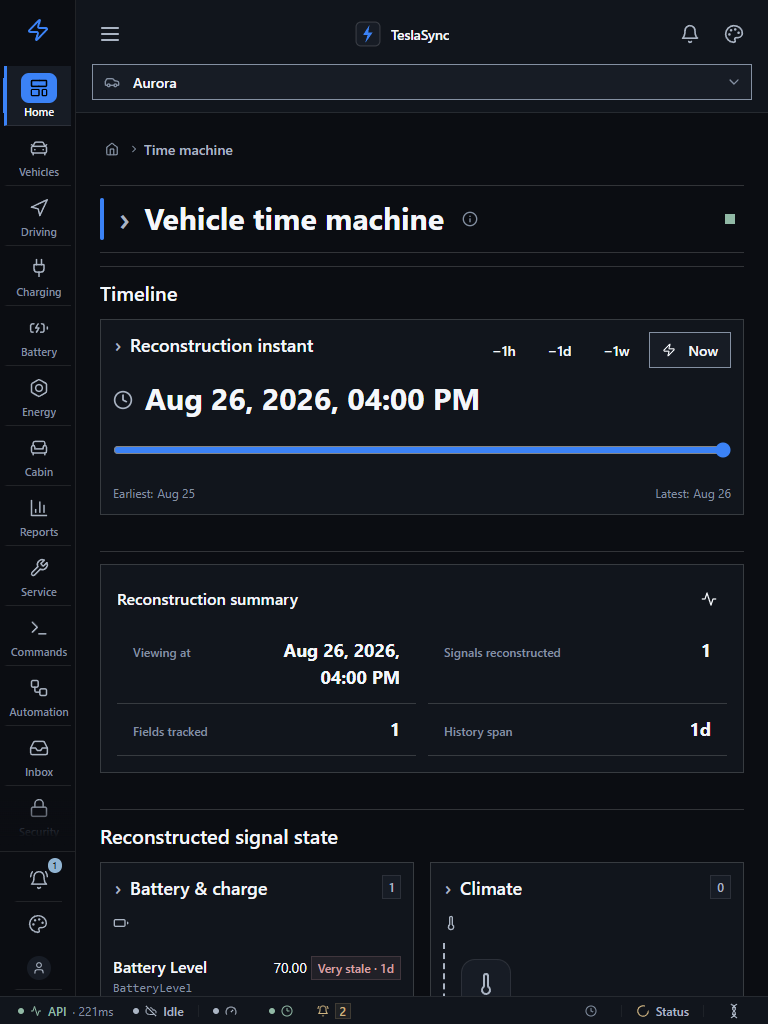 TeslaSync
Aurora
Home
Vehicles
Driving
Charging
Battery
Energy
Cabin
Reports
Service
Commands
Automation
Inbox
Security
1
Time machine
Vehicle time machine
Timeline
Reconstruction instant
−1h
−1d
−1w
Now
Aug 26, 2026, 04:00 PM
Earliest: Aug 25
Latest: Aug 26
Reconstruction summary
Viewing at
Aug 26, 2026,
04:00 PM
Signals reconstructed
1
Fields tracked
1
History span
1d
Reconstructed signal state
Battery & charge
1
Battery Level
70.00
Very stale · 1d
BatteryLevel
Climate
0
API · 221ms
Idle
2
Status